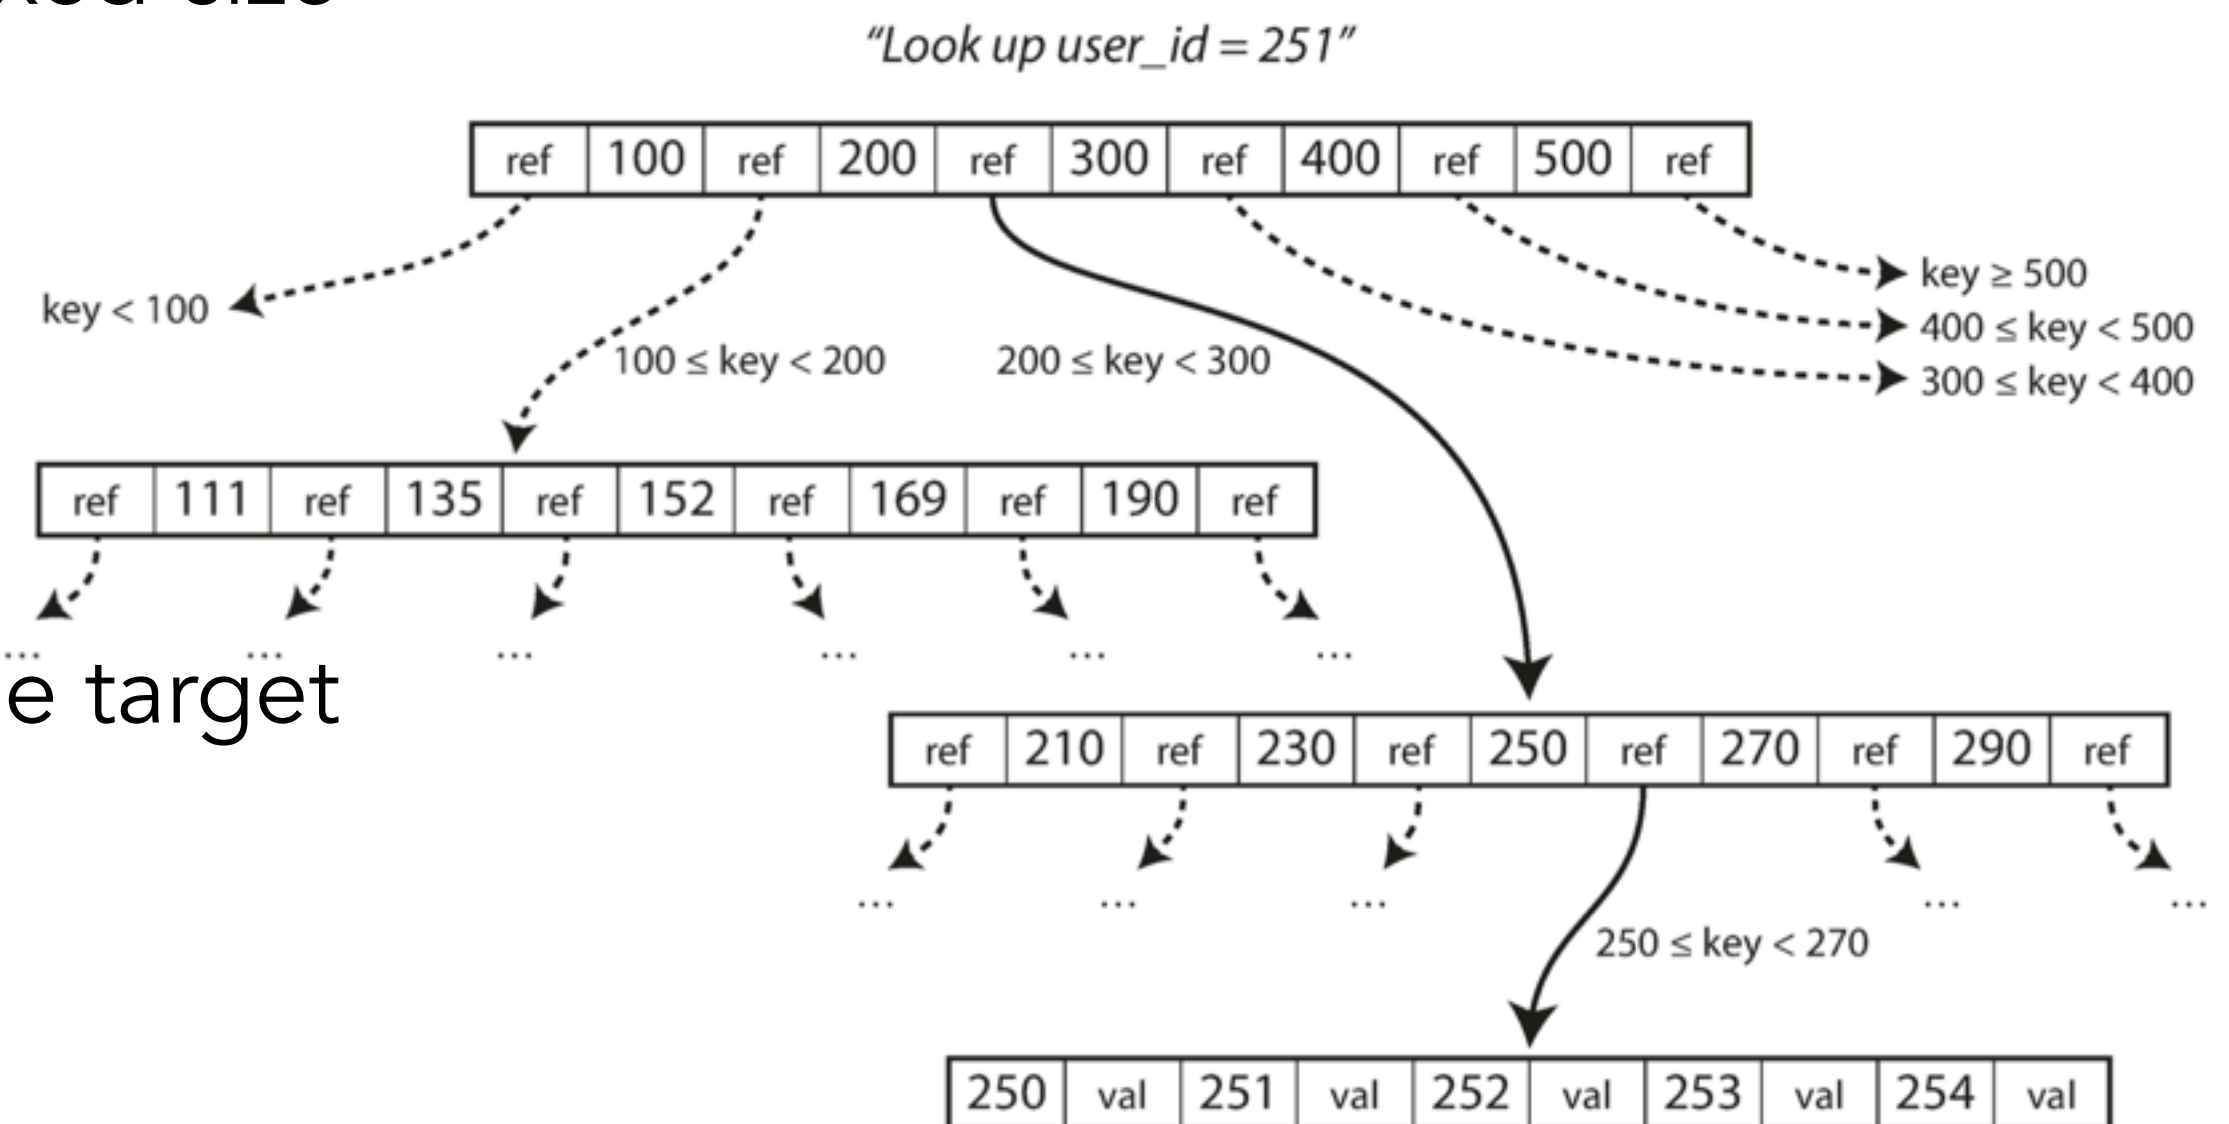 “Look up user_id = 251”
ref 100 ref 200 ref 300 ref 400 ref 500 ref
key ≥ 500
key < 100
400 ≤ key < 500
100 ≤ key < 200
200 ≤ key < 300
300 ≤ key < 400
ref 111 ref 135 ref 152 ref 169 ref 190 ref
... ... ... ... ... ...
e target
ref 210 ref 230 ref 250 ref 270 ref 290 ref
... ... ... ... ...
250 ≤ key < 270
250 val 251 val 252 val 253 val 254 val